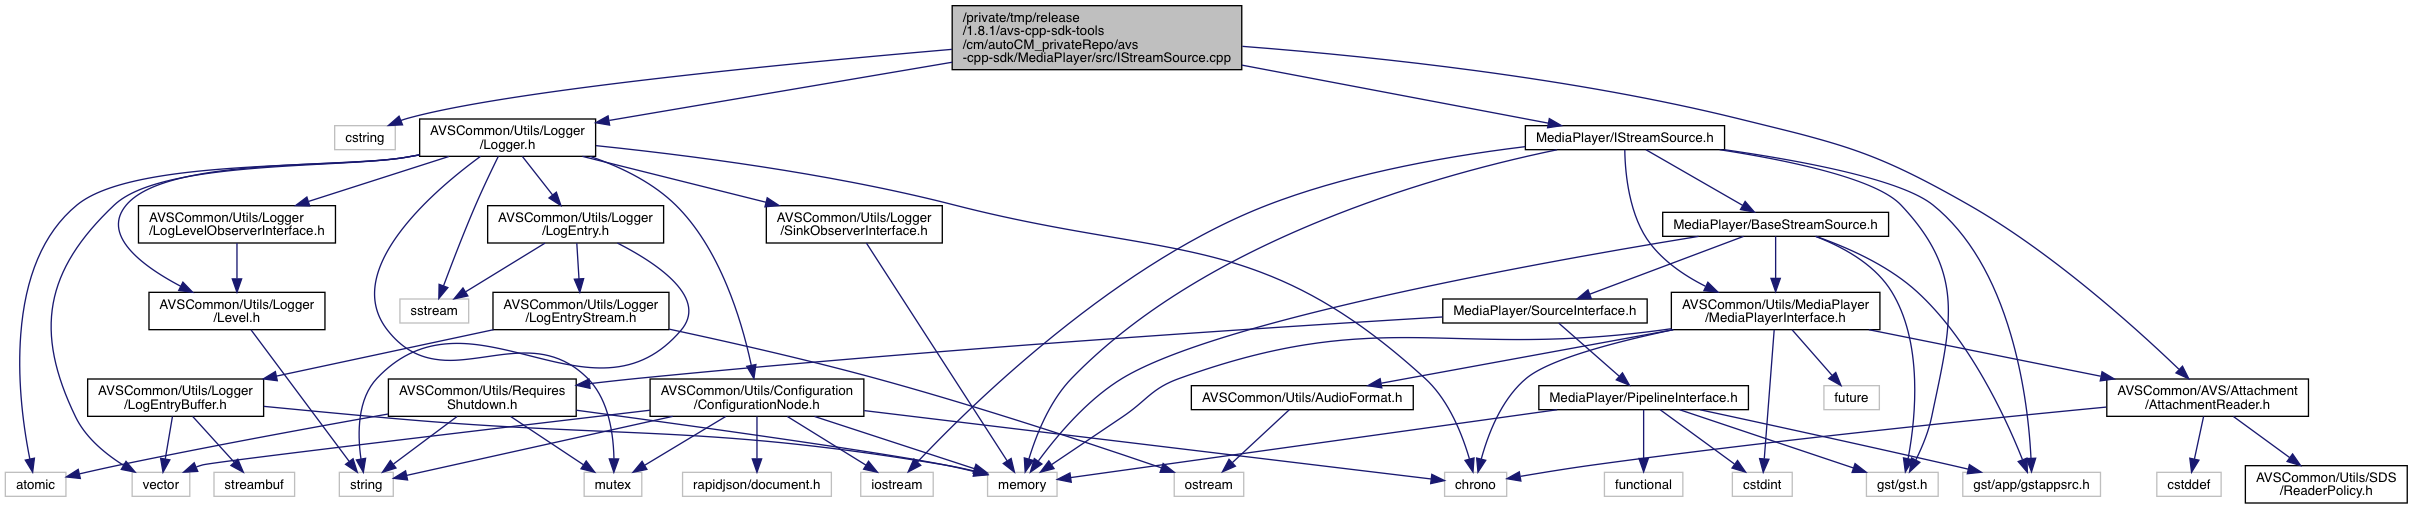 /private/tmp/release
/1.8.1/avs-cpp-sdk-tools
/cm/autoCM_privateRepo/avs
-cpp-sdk/MediaPlayer/src/IStreamSource.cpp
cstring
AVSCommon/Utils/Logger
/Logger.h
MediaPlayer/IStreamSource.h
AVSCommon/Utils/Logger
/LogLevelObserverInterface.h
AVSCommon/Utils/Logger
/LogEntry.h
AVSCommon/Utils/Logger
/SinkObserverInterface.h
MediaPlayer/BaseStreamSource.h
AVSCommon/Utils/Logger
/Level.h
sstream
AVSCommon/Utils/Logger
/LogEntryStream.h
MediaPlayer/SourceInterface.h
AVSCommon/Utils/MediaPlayer
/MediaPlayerInterface.h
AVSCommon/Utils/Logger
/LogEntryBuffer.h
AVSCommon/Utils/Requires
Shutdown.h
AVSCommon/Utils/Configuration
/ConfigurationNode.h
AVSCommon/Utils/AudioFormat.h
MediaPlayer/PipelineInterface.h
future
AVSCommon/AVS/Attachment
/AttachmentReader.h
atomic
vector
streambuf
string
mutex
rapidjson/document.h
iostream
memory
ostream
chrono
functional
cstdint
gst/gst.h
gst/app/gstappsrc.h
cstddef
AVSCommon/Utils/SDS
/ReaderPolicy.h